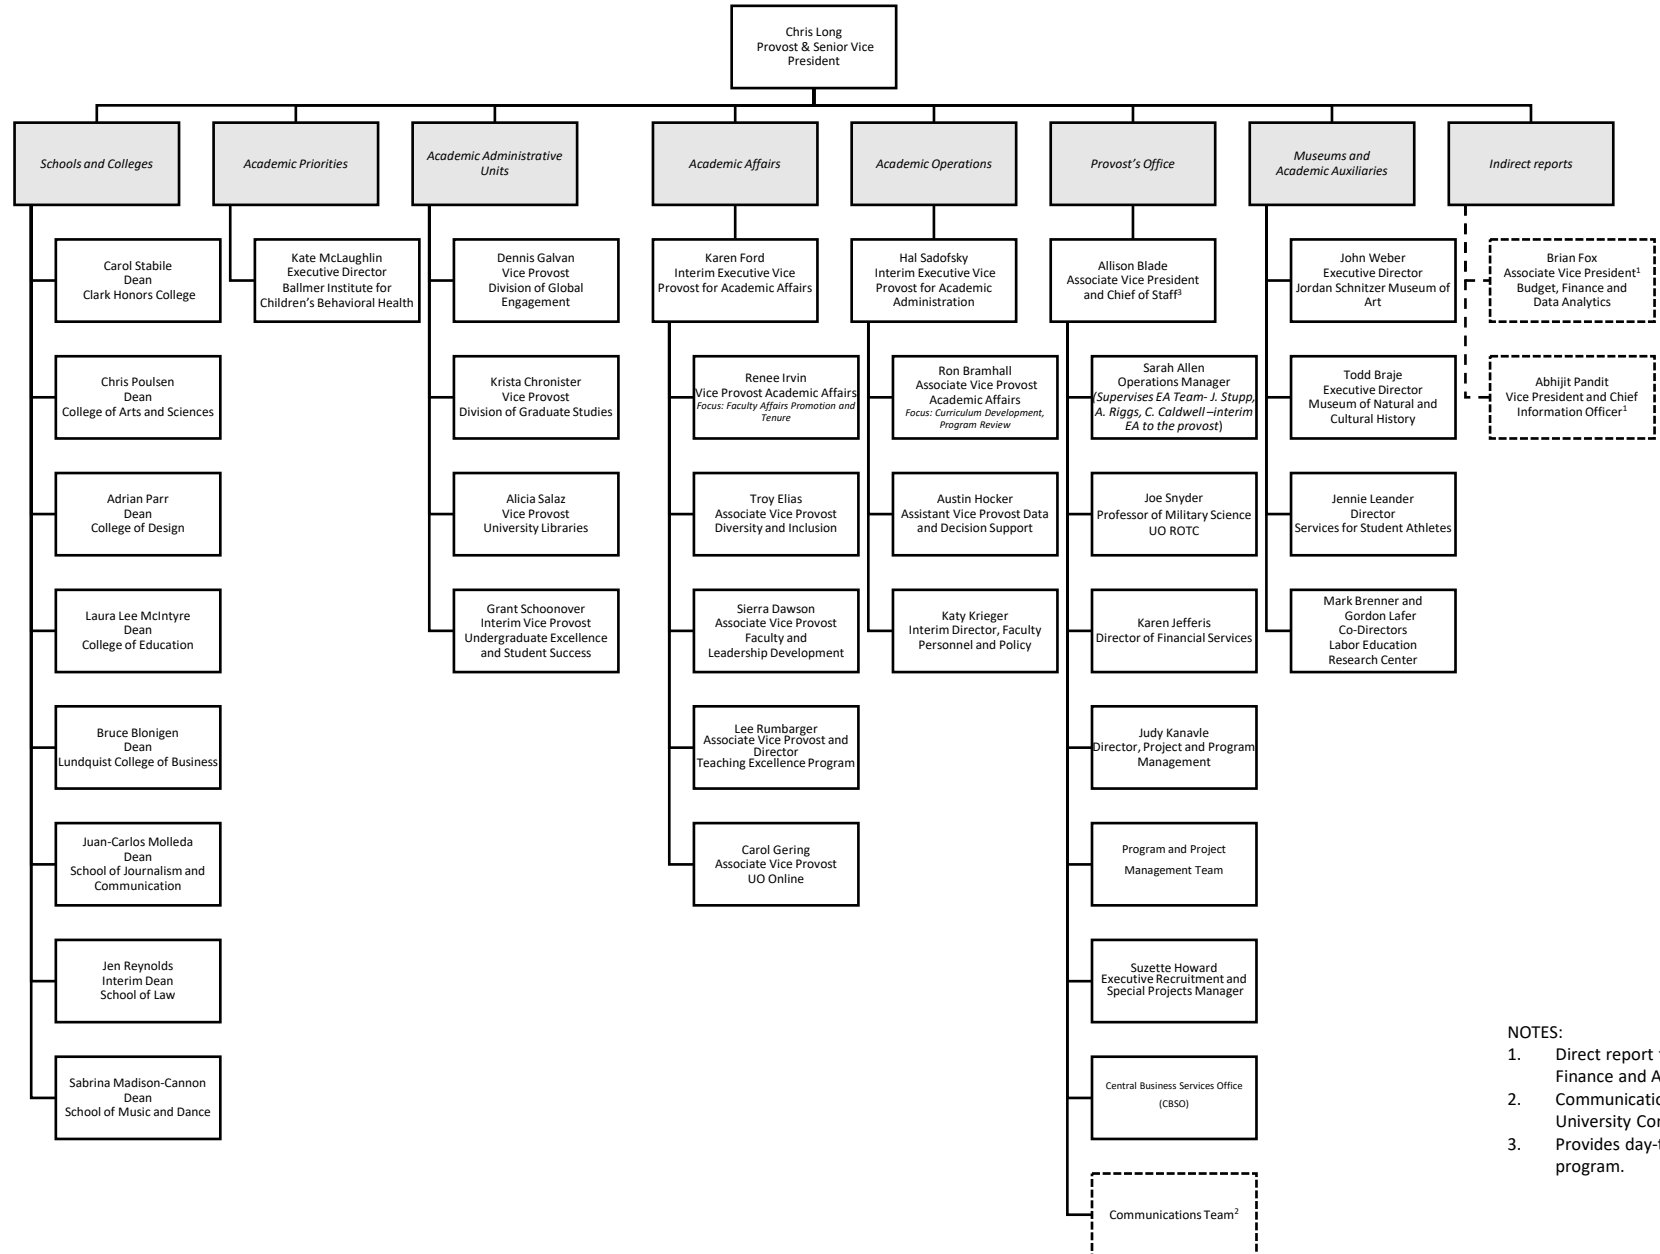 Chris Long
Provost & Senior Vice
President
Schools and Colleges
Academic Priorities
Academic Administrative
Units
Academic Affairs
Academic Operations
Provost's Office
Museums and
Academic Auxiliaries
Indirect reports
Carol Stabile
Dean
Clark Honors College
Chris Poulsen
Dean
College of Arts and Sciences
Adrian Parr
Dean
College of Design
Laura Lee McIntyre
Dean
College of Education
Bruce Blonigen
Dean
Lundquist College of Business
Juan-Carlos Molleda
Dean
School of Journalism and
Communication
Jen Reynolds
Interim Dean
School of Law
Sabrina Madison-Cannon
Dean
School of Music and Dance
Kate McLaughlin
Executive Director
Ballmer Institute for
Children's Behavioral Health
Dennis Galvan
Vice Provost
Division of Global
Engagement
Krista Chronister
Vice Provost
Division of Graduate Studies
Alicia Salaz
Vice Provost
University Libraries
Grant Schoonover
Interim Vice Provost
Undergraduate Excellence
and Student Success
Karen Ford
Interim Executive Vice
Provost for Academic Affairs
Renee Irvin
Vice Provost Academic Affairs
Focus: Faculty Affairs Promotion and
Tenure
Troy Elias
Associate Vice Provost
Diversity and Inclusion
Sierra Dawson
Associate Vice Provost
Faculty and
Leadership Development
Lee Rumbarger
Associate Vice Provost and
Director
Teaching Excellence Program
Carol Gering
Associate Vice Provost
UO Online
Hal Sadofsky
Interim Executive Vice
Provost for Academic
Administration
Ron Bramhall
Associate Vice Provost
Academic Affairs
Focus: Curriculum Development,
Program Review
Austin Hocker
Assistant Vice Provost Data
and Decision Support
Katy Krieger
Interim Director, Faculty
Personnel and Policy
Allison Blade
Associate Vice President
and Chief of Staff³
Sarah Allen
Operations Manager
(Supervises EA Team- J. Stupp,
A. Riggs, C. Caldwell –interim
EA to the provost)
Joe Snyder
Professor of Military Science
UO ROTC
Karen Jefferis
Director of Financial Services
Judy Kanavle
Director, Project and Program
Management
Program and Project
Management Team
Suzette Howard
Executive Recruitment and
Special Projects Manager
Central Business Services Office
(CBSO)
Communications Team²
John Weber
Executive Director
Jordan Schnitzer Museum of
Art
Todd Braje
Executive Director
Museum of Natural and
Cultural History
Jennie Leander
Director
Services for Student Athletes
Mark Brenner and
Gordon Lafer
Co-Directors
Labor Education
Research Center
Brian Fox
Associate Vice President¹
Budget, Finance and
Data Analytics
Abhijit Pandit
Vice President and Chief
Information Officer¹
NOTES:
1. Direct report
Finance and
2.
University
3. Provides
program.